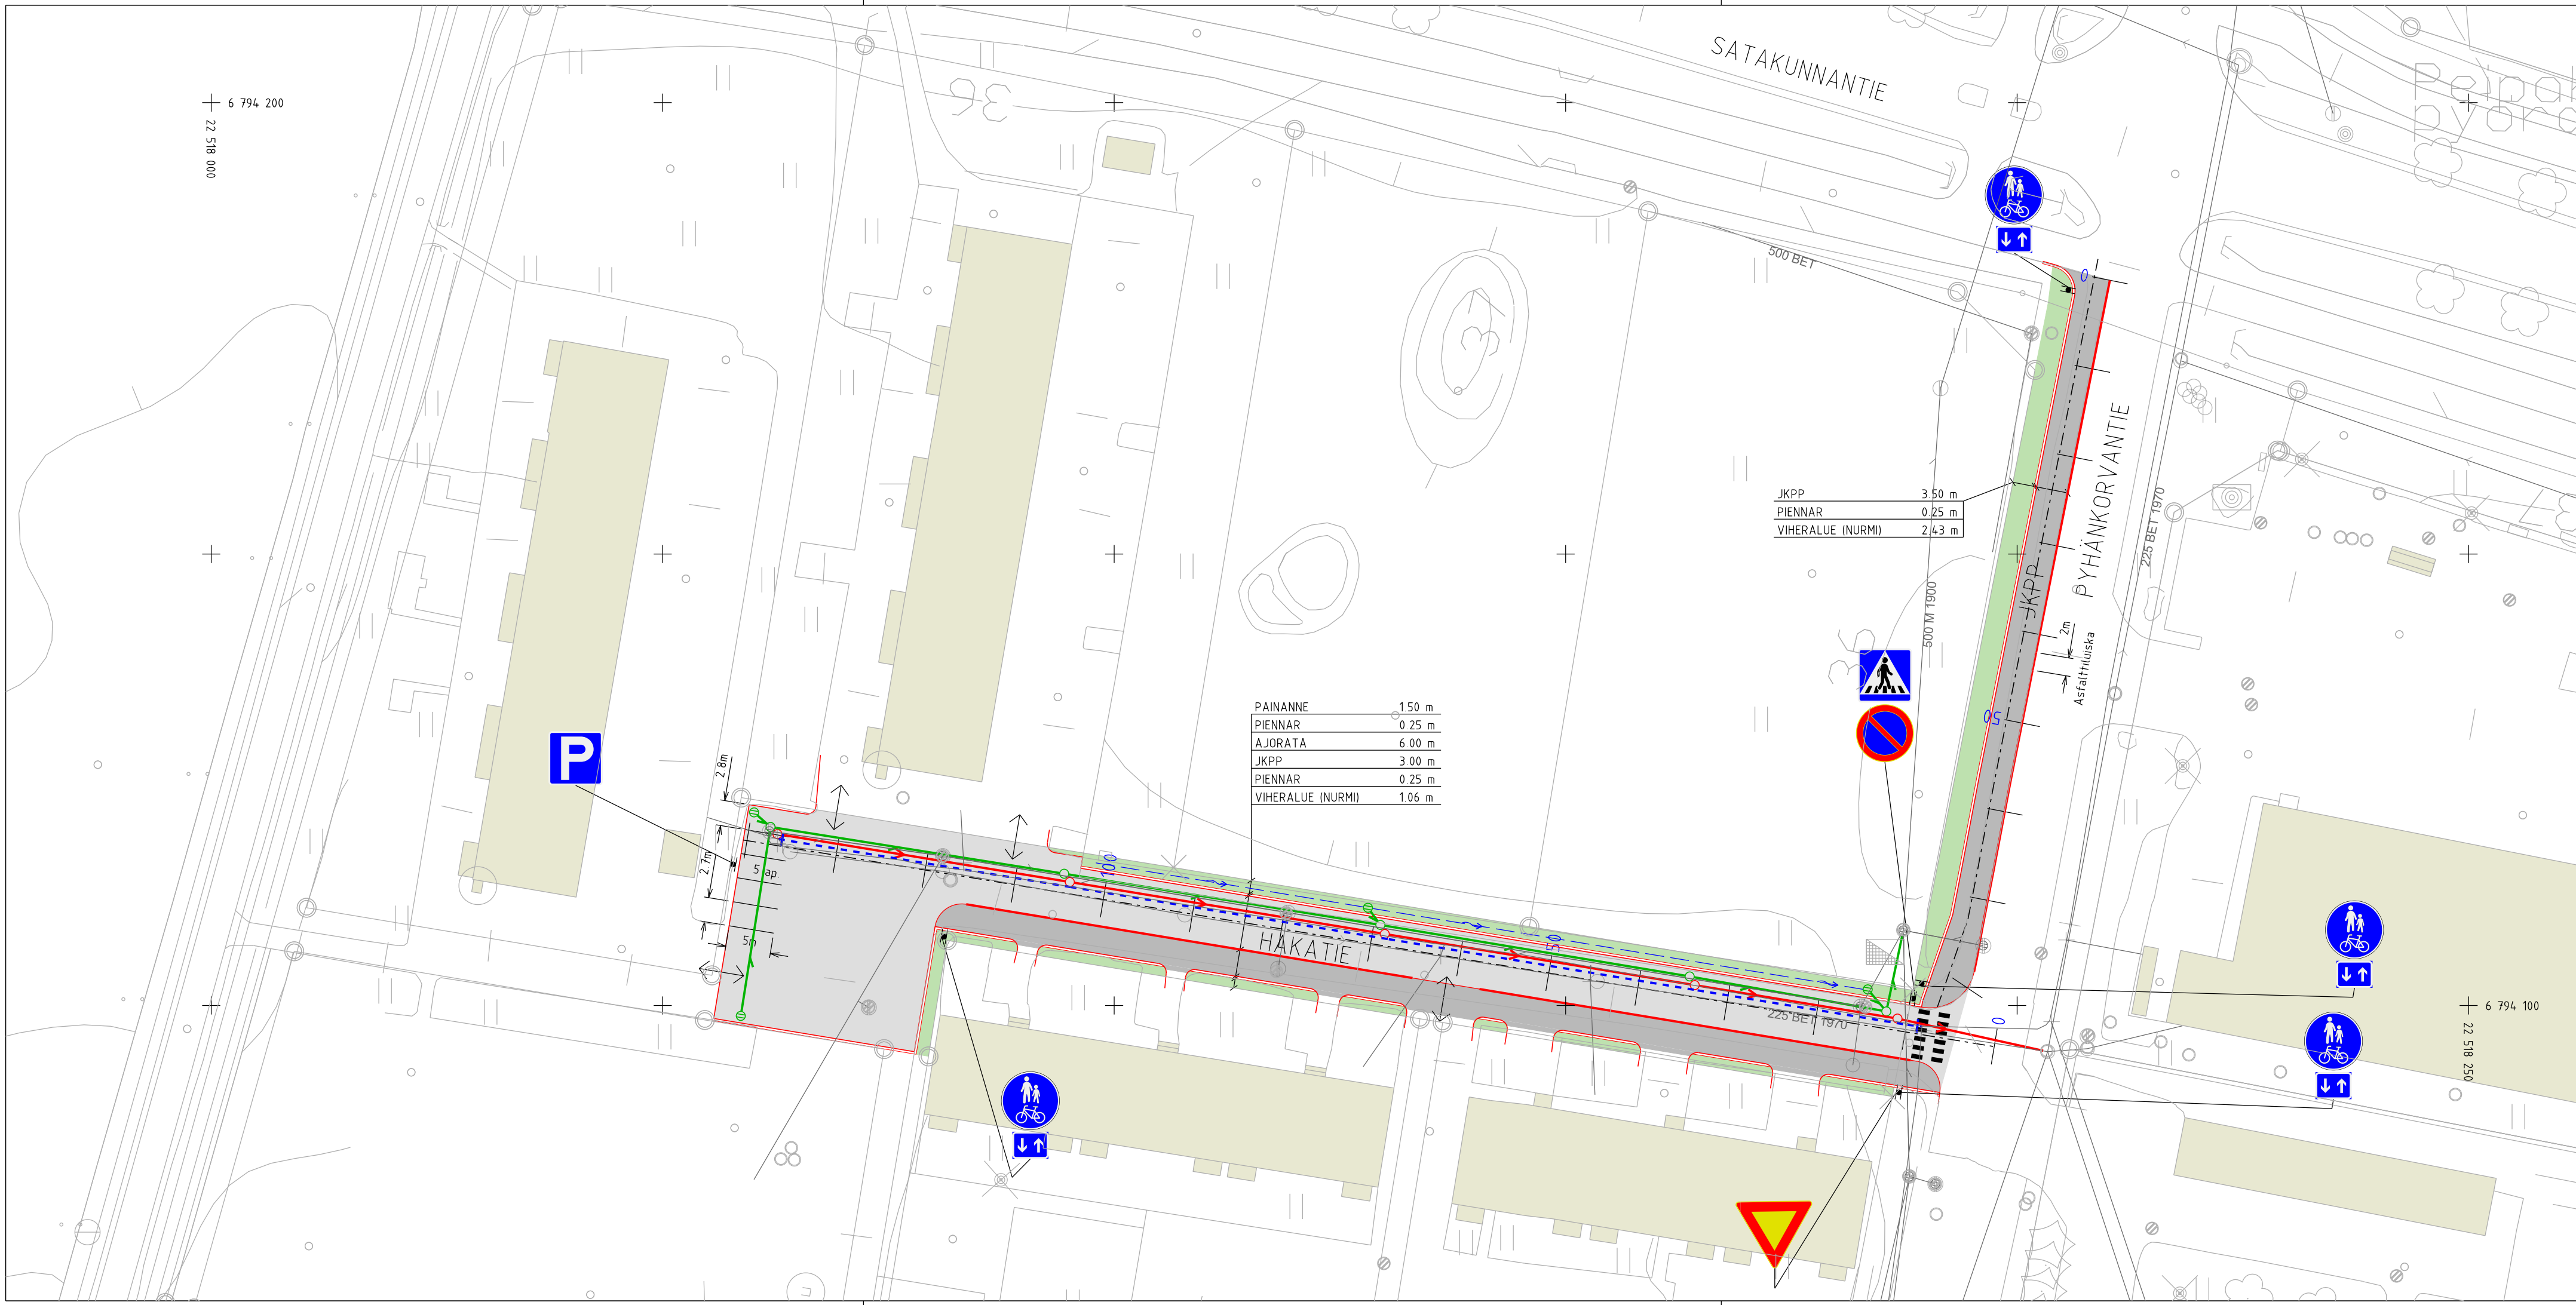 SATAKUNNANTIE
6 794 200
22 518 000
93
500 BET
0
JKPP 3.50 m
PIENNAR 0.25 m
VIHERALUE (NURMI) 2.43 m
PYHÄNKORVANTIE
225 BET 1970
JKPP
500 M 1900
2m
Asfalttiluiska
50
PAINANNE 1.50 m
PIENNAR 0.25 m
AJORATA 6.00 m
JKPP 3.00 m
PIENNAR 0.25 m
VIHERALUE (NURMI) 1.06 m
P
2.8m
2.7m
5 ap.
5m
100
HAKATIE
50
225 BET 1970
0
6 794 100
22 518 250